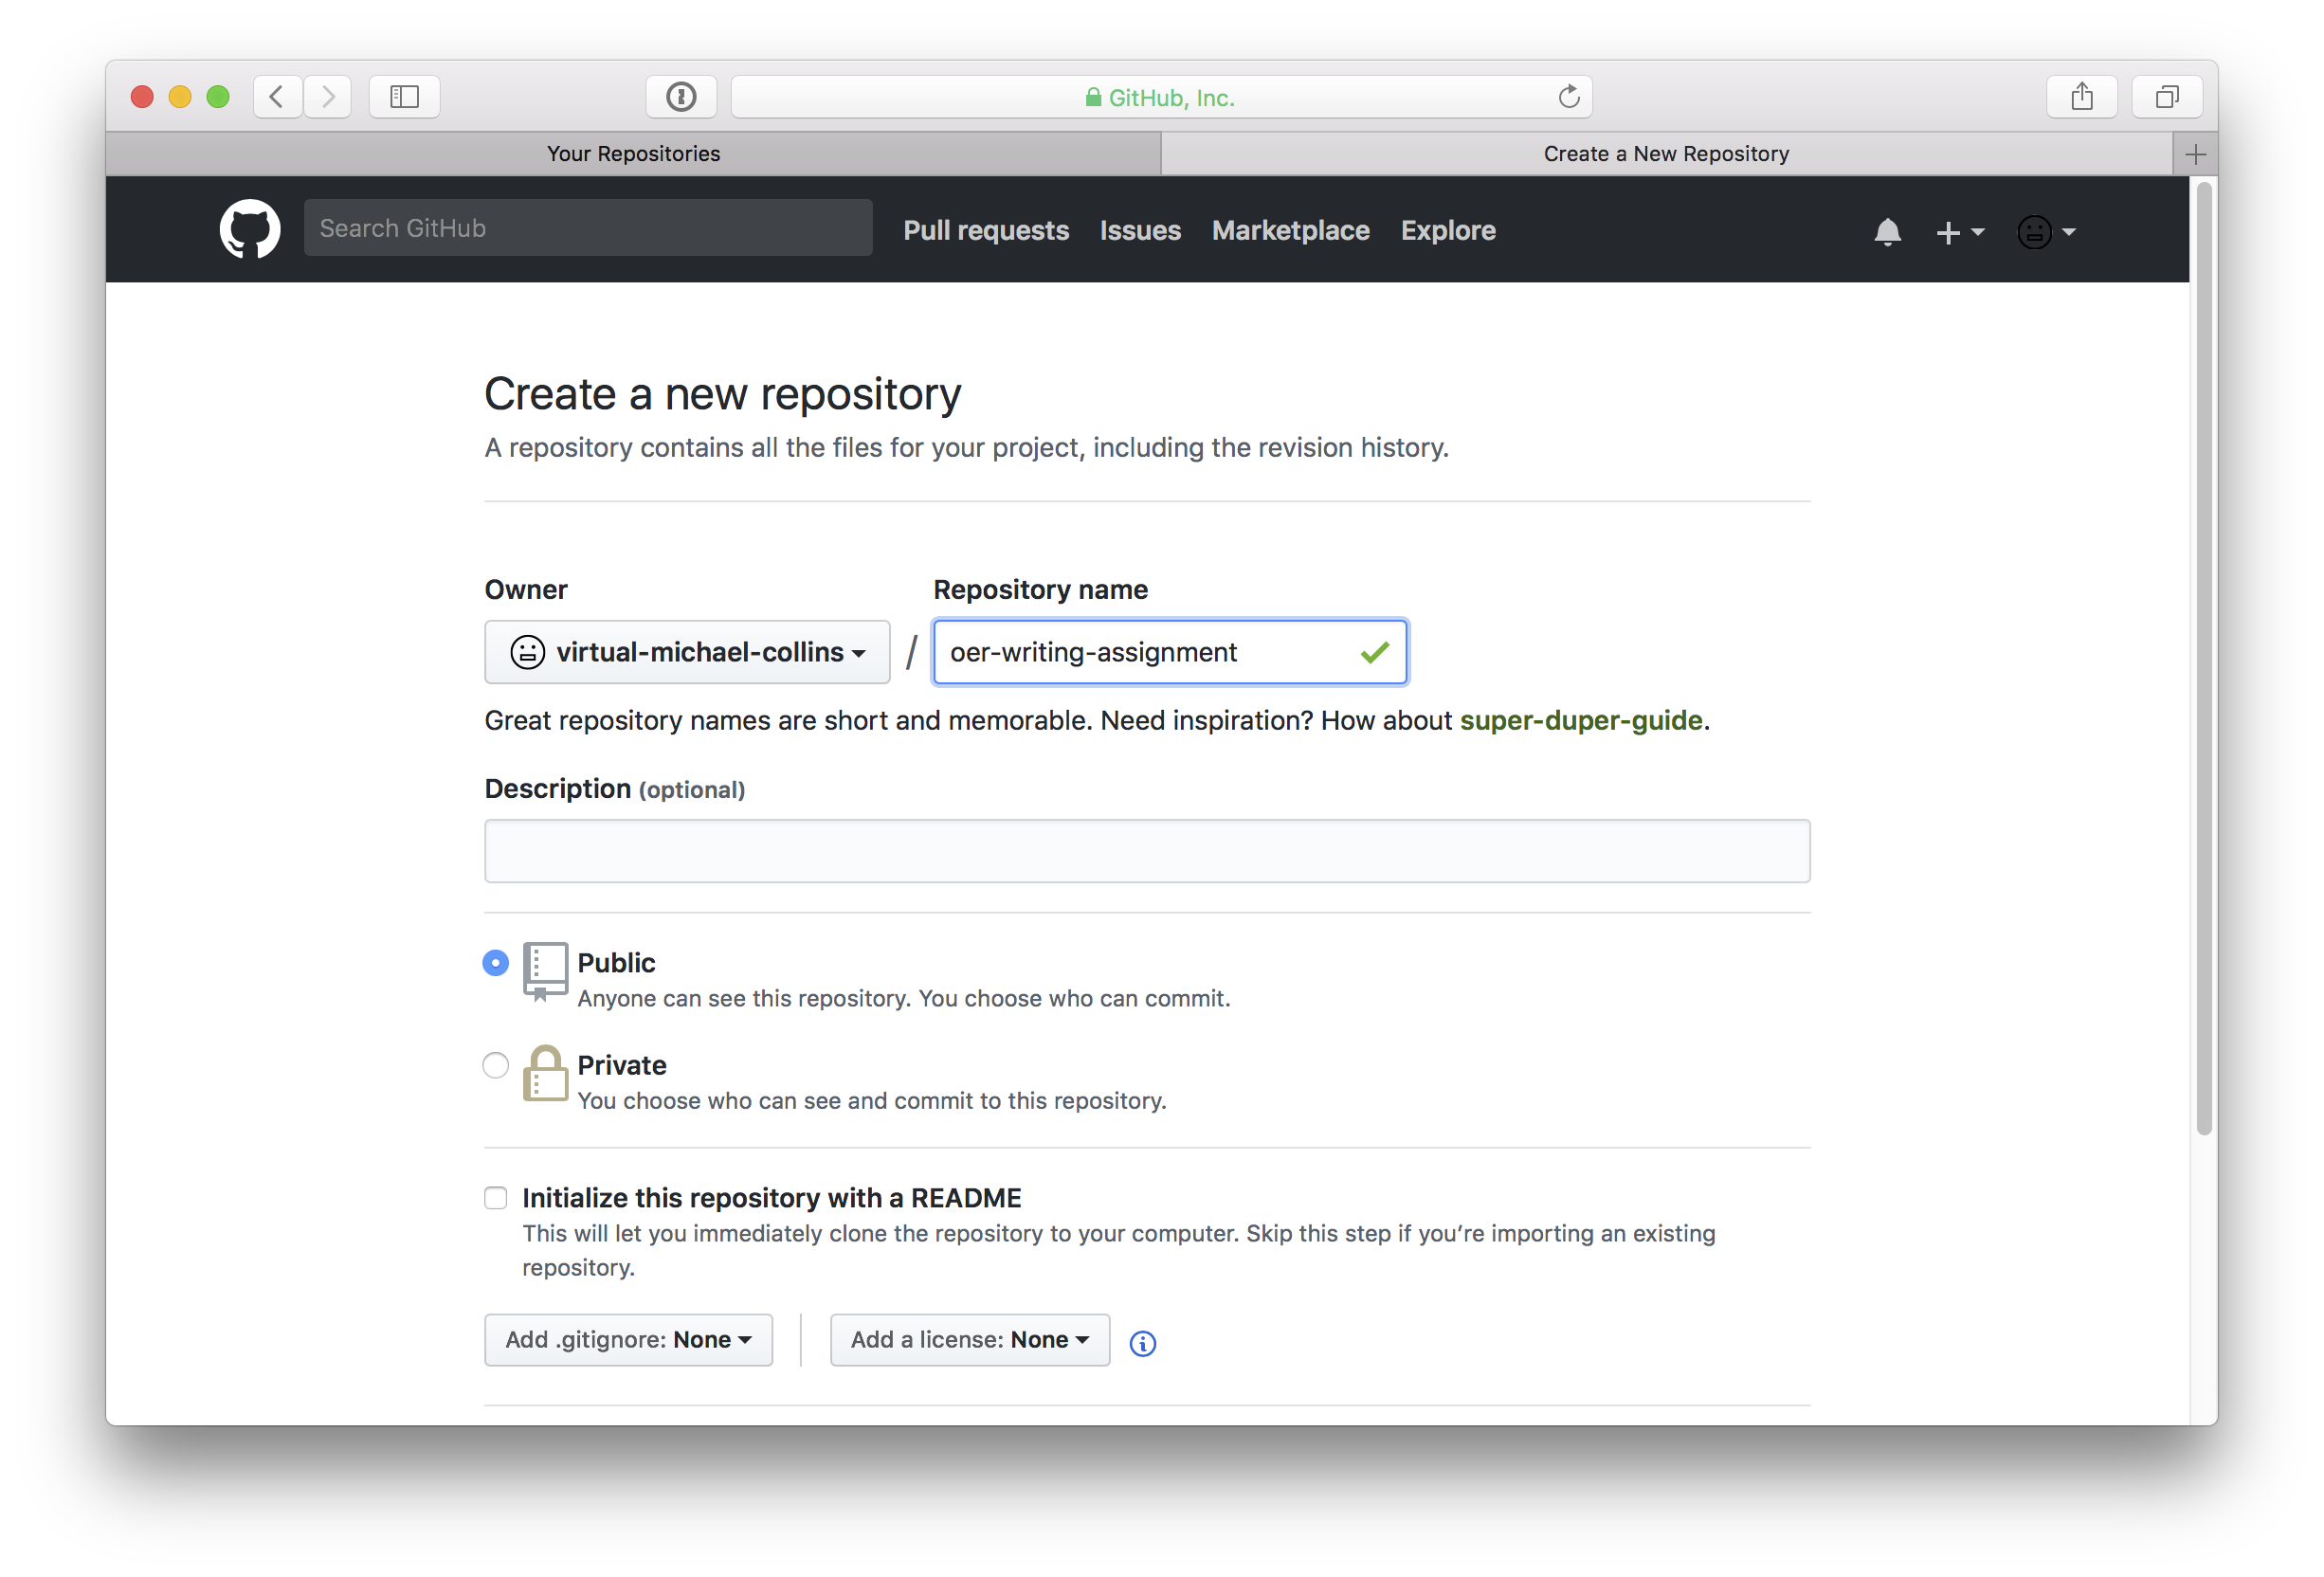 GitHub, Inc.
Your Repositories
Create a New Repository
Search GitHub
Pull requests Issues Marketplace Explore
Create a new repository
A repository contains all the files for your project, including the revision history.
Owner
Repository name
virtual-michael-collins / oer-writing-assignment
Great repository names are short and memorable. Need inspiration? How about super-duper-guide.
Description (optional)
Public
Anyone can see this repository. You choose who can commit.
Private
You choose who can see and commit to this repository.
Initialize this repository with a README
This will let you immediately clone the repository to your computer. Skip this step if you’re importing an existing
repository.
Add .gitignore: None
Add a license: None